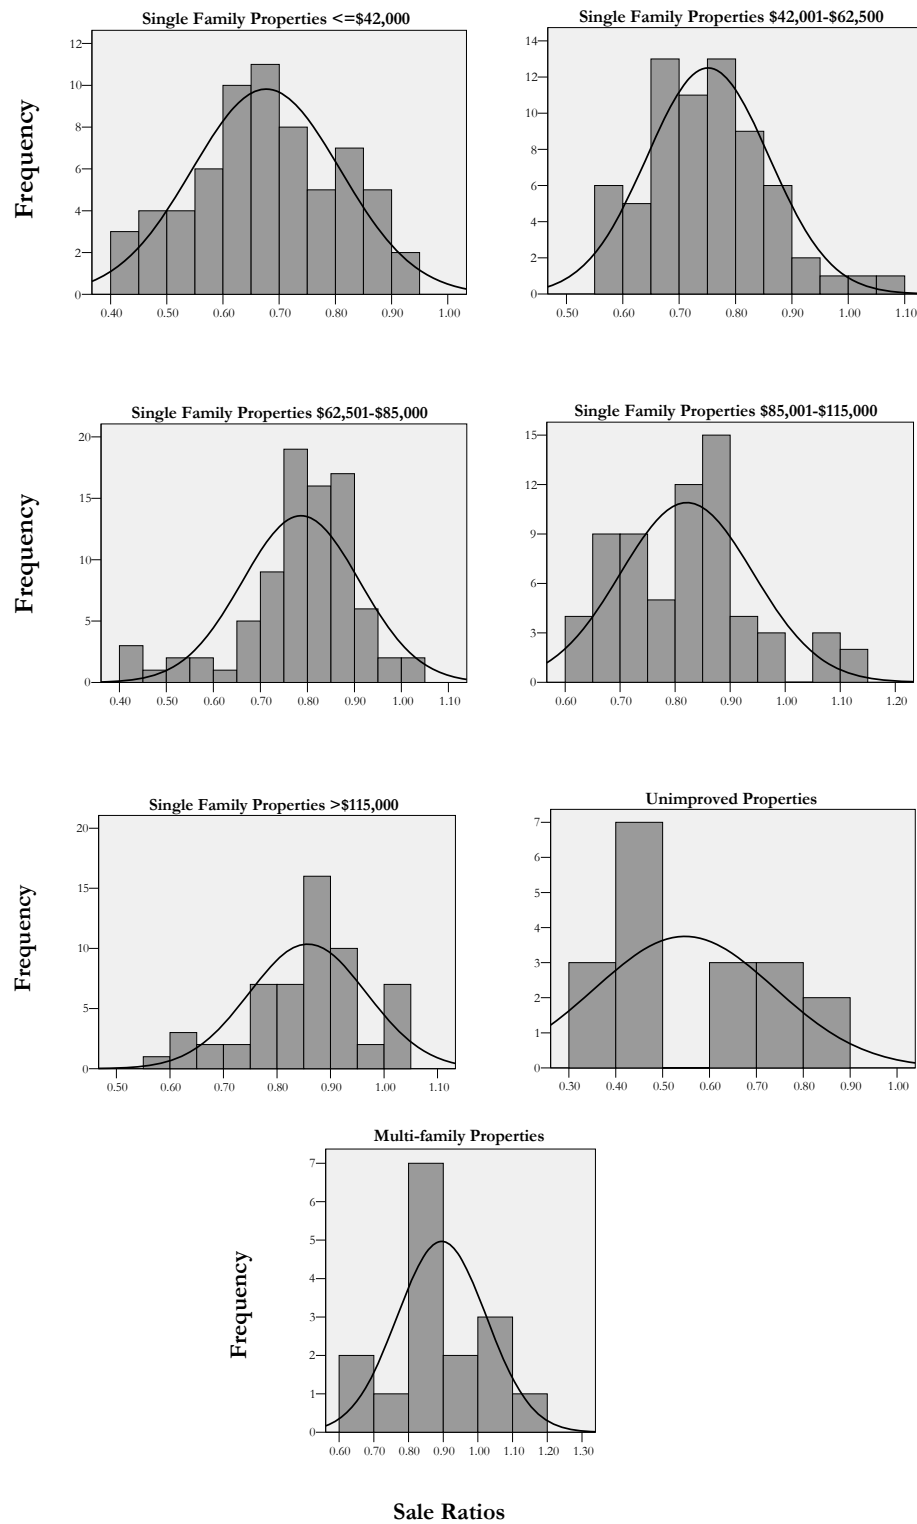 Single Family Properties <=$42,000
Frequency
12
10
8
6
4
2
0
0.40 0.50 0.60 0.70 0.80 0.90 1.00
Single Family Properties $42,001-$62,500
14
12
10
8
6
4
2
0
0.50 0.60 0.70 0.80 0.90 1.00 1.10
Single Family Properties $62,501-$85,000
Frequency
20
15
10
5
0
0.40 0.50 0.60 0.70 0.80 0.90 1.00 1.10
Single Family Properties $85,001-$115,000
15
12
9
6
3
0
0.60 0.70 0.80 0.90 1.00 1.10 1.20
Single Family Properties >$115,000
Frequency
20
15
10
5
0
0.50 0.60 0.70 0.80 0.90 1.00 1.10
Unimproved Properties
7
6
5
4
3
2
1
0
0.30 0.40 0.50 0.60 0.70 0.80 0.90 1.00
Multi-family Properties
Frequency
7
6
5
4
3
2
1
0
0.60 0.70 0.80 0.90 1.00 1.10 1.20 1.30
Sale Ratios